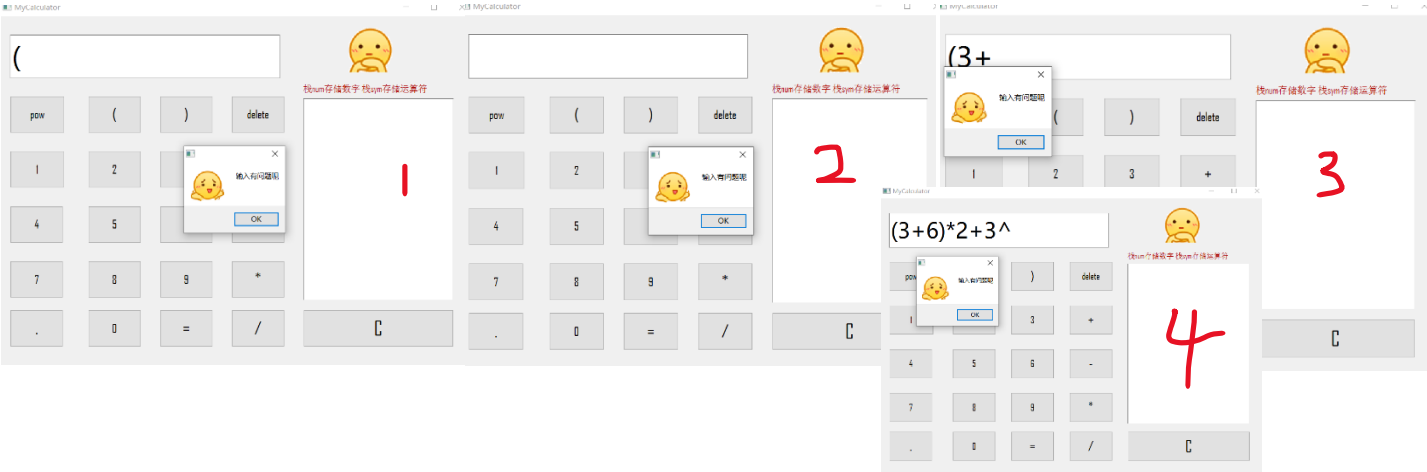 MyCalculator
(
栈num存储数字 栈sym存储运算符
pow ( ) delete
1 2
输入有问题呢
OK
4 5
7 8 9 *
. 0 = / C
1
MyCalculator
栈num存储数字 栈sym存储运算符
pow ( ) delete
1 2
输入有问题呢
OK
4 5
7 8 9 *
. 0 = / C
2
MyCalculator
(3+
栈num存储数字 栈sym存储运算符
输入有问题呢
OK
( ) delete
1 2 3 +
C
3
MyCalculator
(3+6)*2+3^
栈num存储数字 栈sym存储运算符
pow ) delete
输入有问题呢
OK
1 3 +
4 5 6 -
7 8 9 *
. 0 = / C
4